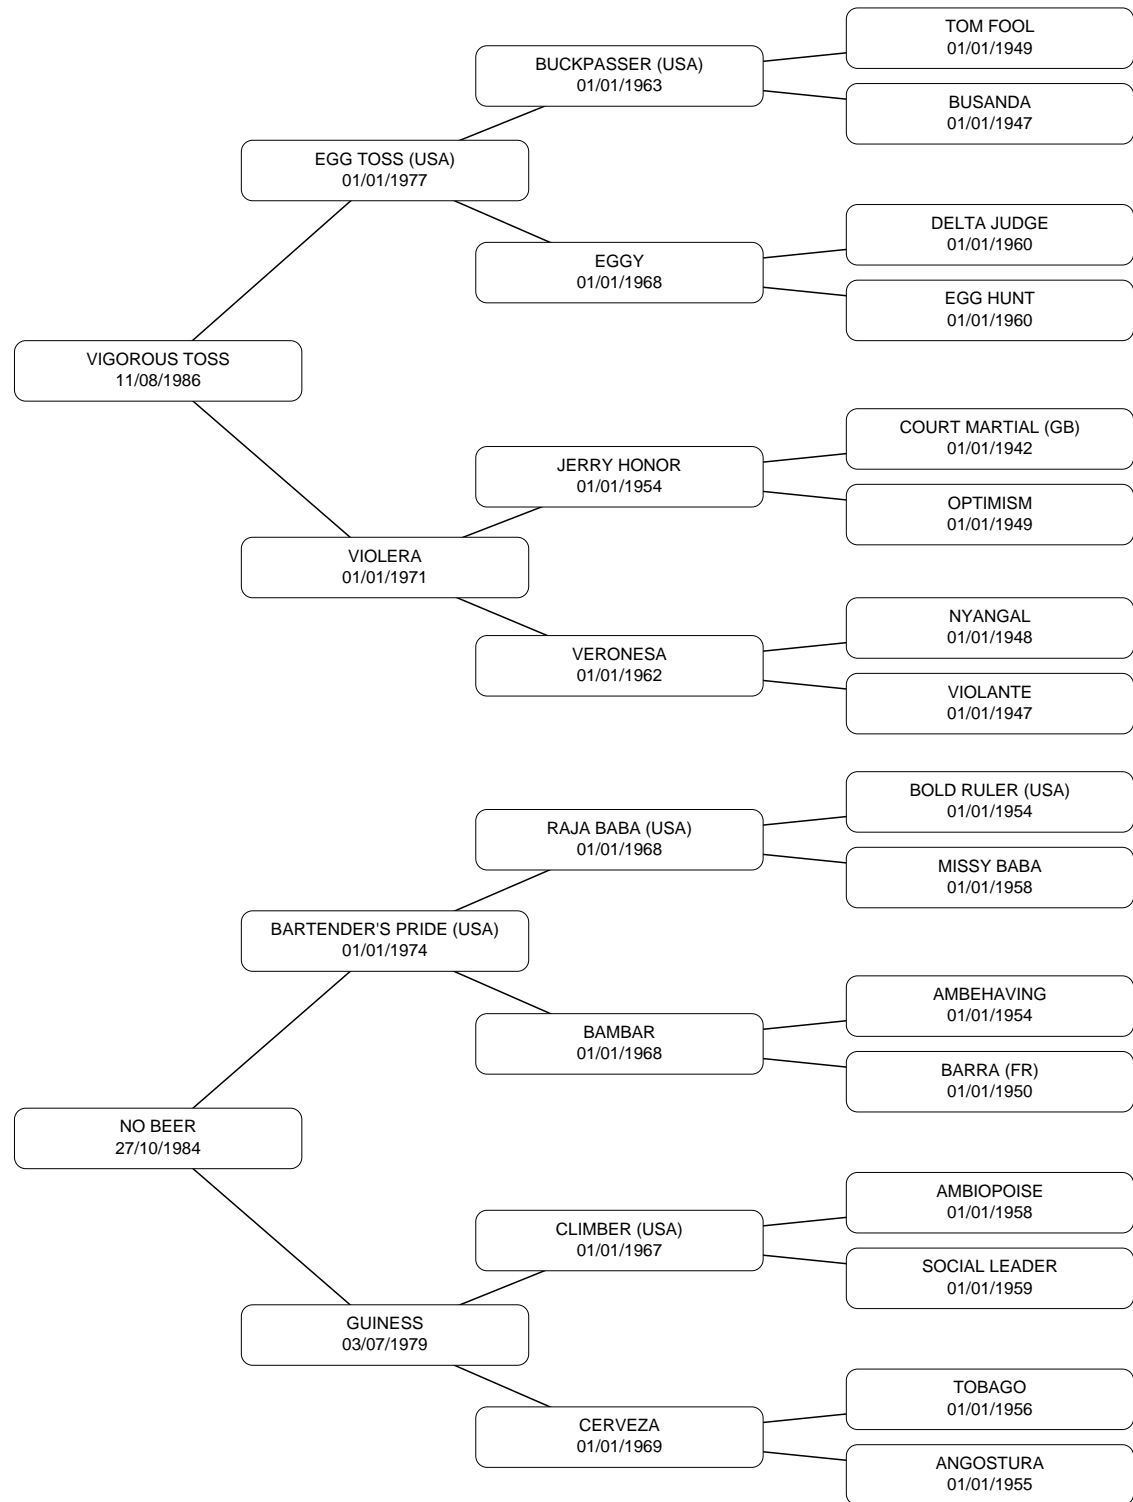 TOM FOOL
01/01/1949
BUCKPASSER (USA)
01/01/1963
BUSANDA
01/01/1947
EGG TOSS (USA)
01/01/1977
DELTA JUDGE
01/01/1960
EGGY
01/01/1968
EGG HUNT
01/01/1960
VIGOROUS TOSS
11/08/1986
COURT MARTIAL (GB)
01/01/1942
JERRY HONOR
01/01/1954
OPTIMISM
01/01/1949
VIOLERA
01/01/1971
NYANGAL
01/01/1948
VERONESA
01/01/1962
VIOLANTE
01/01/1947
BOLD RULER (USA)
01/01/1954
RAJA BABA (USA)
01/01/1968
MISSY BABA
01/01/1958
BARTENDER'S PRIDE (USA)
01/01/1974
AMBEHAVING
01/01/1954
BAMBAR
01/01/1968
BARRA (FR)
01/01/1950
NO BEER
27/10/1984
AMBIOPOISE
01/01/1958
CLIMBER (USA)
01/01/1967
SOCIAL LEADER
01/01/1959
GUINESS
03/07/1979
TOBAGO
01/01/1956
CERVEZA
01/01/1969
ANGOSTURA
01/01/1955